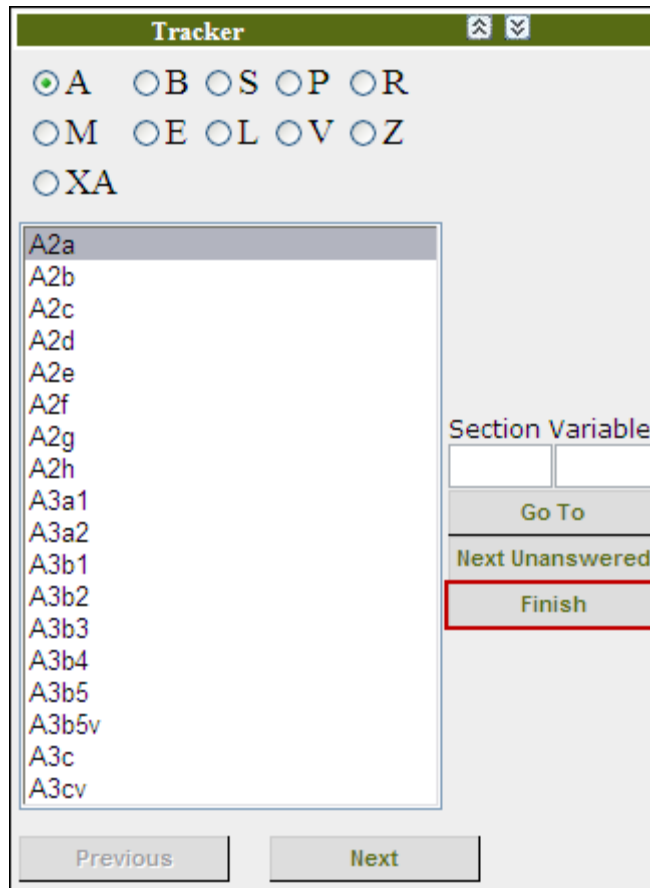 Tracker
A B S P R
M E L V Z
XA
A2a
A2b
A2c
A2d
A2e
A2f
A2g
A2h
A3a1
A3a2
A3b1
A3b2
A3b3
A3b4
A3b5
A3b5v
A3c
A3cv
Section Variable
Go To
Next Unanswered
Finish
Previous Next